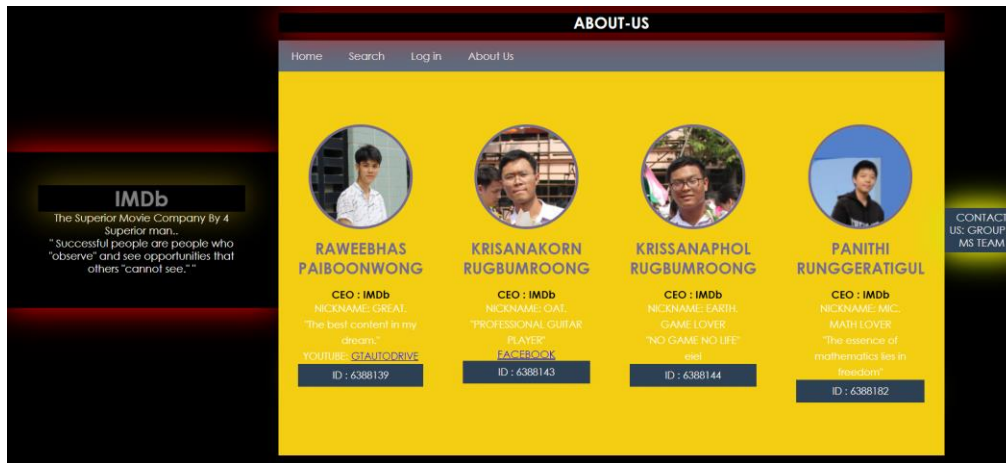 ABOUT-US
Home Search Log in About Us
IMDb
The Superior Movie Company By 4
Superior man..
" Successful people are people who
"observe" and see opportunities that
others "cannot see." "
RAWEEBHAS
PAIBOONWONG
CEO : IMDb
NICKNAME: GREAT.
"The best content in my
dream."
YOUTUBE: GTAUTODRIVE
ID : 6388139
KRISANAKORN
RUGBUMROONG
CEO : IMDb
NICKNAME: OAT.
"PROFESSIONAL GUITAR
PLAYER"
FACEBOOK
ID : 6388143
KRISSANAPHOL
RUGBUMROONG
CEO : IMDb
NICKNAME: EARTH.
GAME LOVER
"NO GAME NO LIFE"
eiei
ID : 6388144
PANITHI
RUNGGERATIGUL
CEO : IMDb
NICKNAME: MIC.
MATH LOVER
"The essence of
mathematics lies in
freedom"
ID : 6388182
CONTACT
US: GROUP
MS TEAM